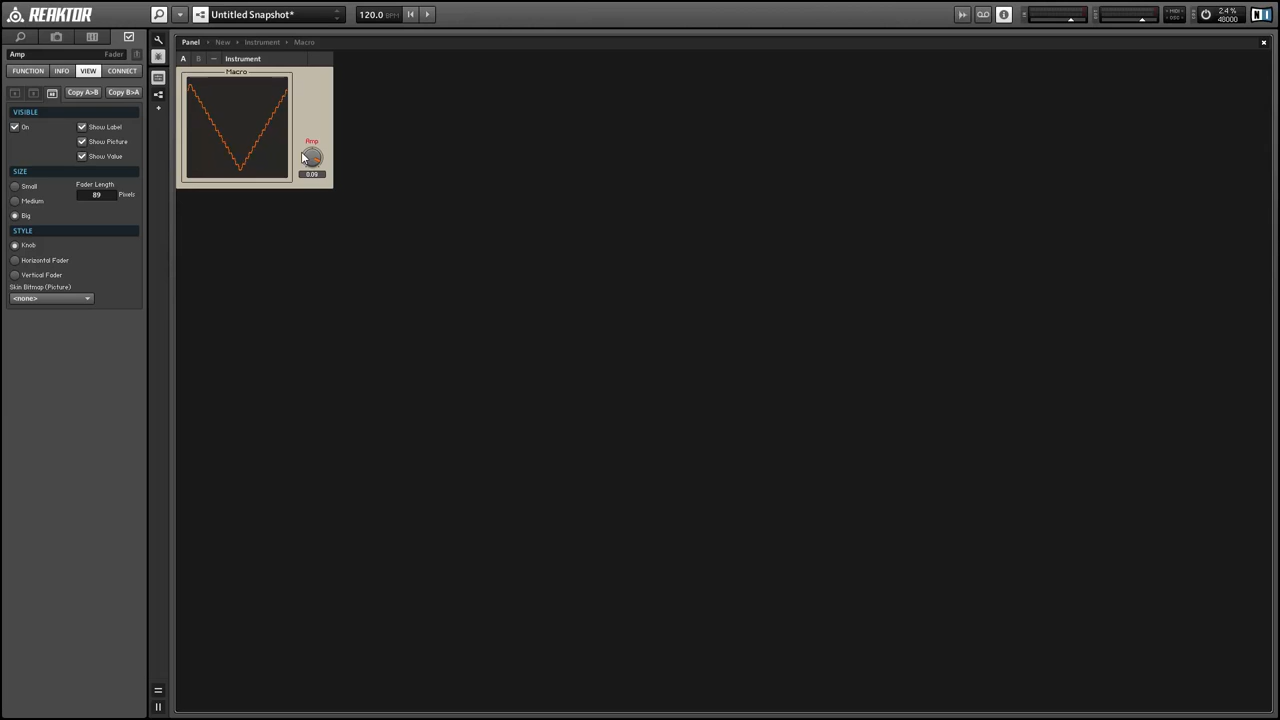 REAKTOR
Untitled Snapshot*
120.0 BPM
2.4 %
48000
Amp
Fader
FUNCTION
INFO
VIEW
CONNECT
Copy A>B
Copy B>A
VISIBLE
On
Show Label
Show Picture
Show Value
SIZE
Small
Fader Length
89
Pixels
Medium
Big
STYLE
Knob
Horizontal Fader
Vertical Fader
Skin Bitmap (Picture)
<none>
Panel
New
Instrument
Macro
A
B
Instrument
Macro
Amp
0.09